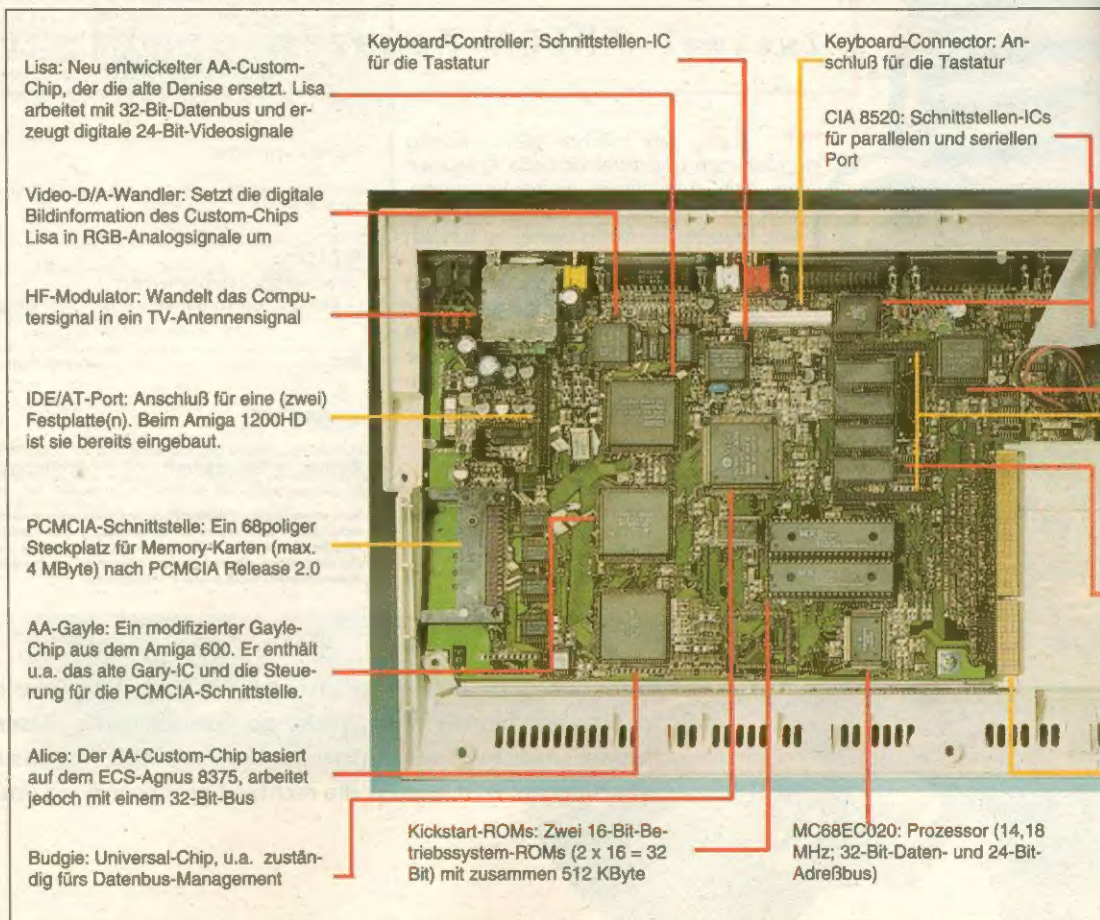 Lisa: Neu entwickelter AA-Custom-
Chip, der die alte Denise ersetzt. Lisa
arbeitet mit 32-Bit-Datenbus und er-
zeugt digitale 24-Bit-Videosignale
Video-D/A-Wandler: Setzt die digitale
Bildinformation des Custom-Chips
Lisa in RGB-Analogsignale um
HF-Modulator: Wandelt das Compu-
tersignal in ein TV-Antennensignal
IDE/AT-Port: Anschluß für eine (zwei)
Festplatte(n). Beim Amiga 1200HD
ist sie bereits eingebaut.
PCMCIA-Schnittstelle: Ein 68poliger
Steckplatz für Memory-Karten (max.
4 MByte) nach PCMCIA Release 2.0
AA-Gayle: Ein modifizierter Gayle-
Chip aus dem Amiga 600. Er enthält
u.a. das alte Gary-IC und die Steue-
rung für die PCMCIA-Schnittstelle.
Alice: Der AA-Custom-Chip basiert
auf dem ECS-Agnus 8375, arbeitet
jedoch mit einem 32-Bit-Bus
Budgie: Universal-Chip, u.a. zustän-
dig fürs Datenbus-Management
Keyboard-Controller: Schnittstellen-IC
für die Tastatur
Keyboard-Connector: An-
schluß für die Tastatur
CIA 8520: Schnittstellen-ICs
für parallelen und seriellen
Port
Kickstart-ROMs: Zwei 16-Bit-Be-
triebssystem-ROMs (2 x 16 = 32
Bit) mit zusammen 512 KByte
MC68EC020: Prozessor (14,18
MHz; 32-Bit-Daten- und 24-Bit-
Adreßbus)